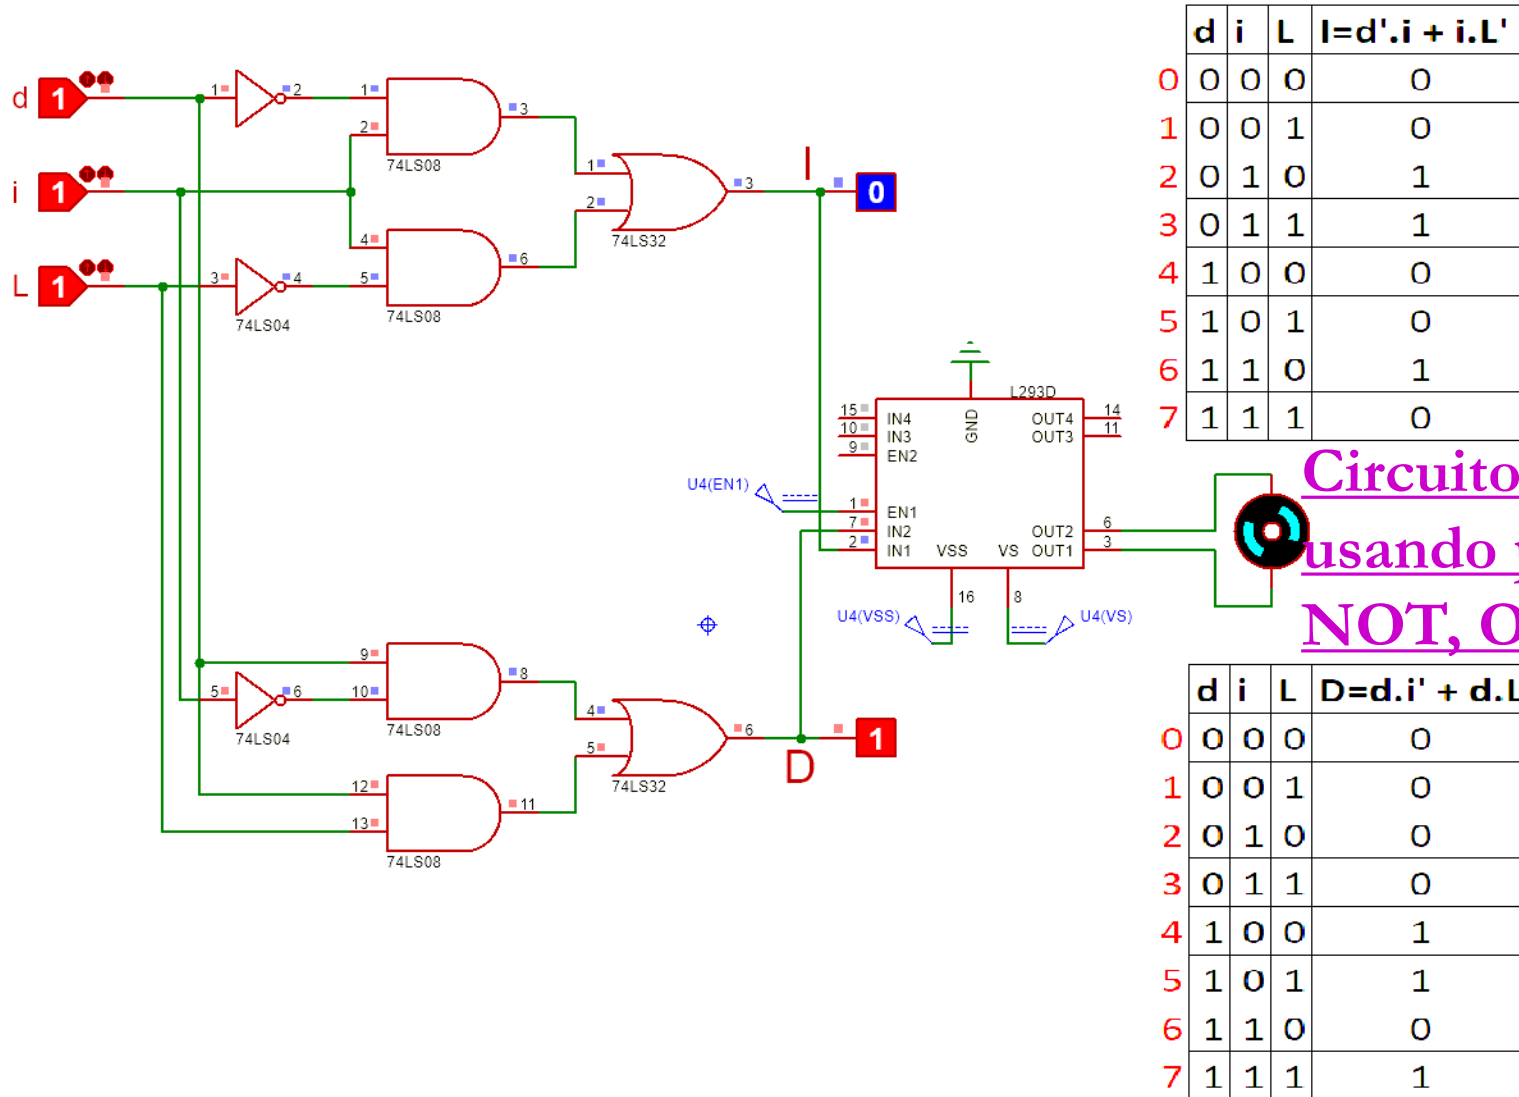 d i L I=d'.i + i.L'
0 0 0 0 0
1 0 0 1 0
2 0 1 0 1
3 0 1 1 1
4 1 0 0 0
5 1 0 1 0
6 1 1 0 1
7 1 1 1 0
d 1
1 2
1 2 3
74LS08
i 1
1 2 3
74LS32
I
0
L 1
3 4
74LS04
4 5 6
74LS08
L293D
15 IN4
10 IN3
9 EN2
GND
OUT4 14
OUT3 11
U4(EN1)
1 EN1
7 IN2
2 IN1
VSS
VS
OUT2 6
OUT1 3
16
8
U4(VSS)
U4(VS)
Circuito
usando
NOT,
9 10 8
74LS08
5 6
74LS04
4 5 6
74LS32
D
1
12 13 11
74LS08
d i L D=d.i' + d.L
0 0 0 0 0
1 0 0 1 0
2 0 1 0 0
3 0 1 1 0
4 1 0 0 1
5 1 0 1 1
6 1 1 0 0
7 1 1 1 1